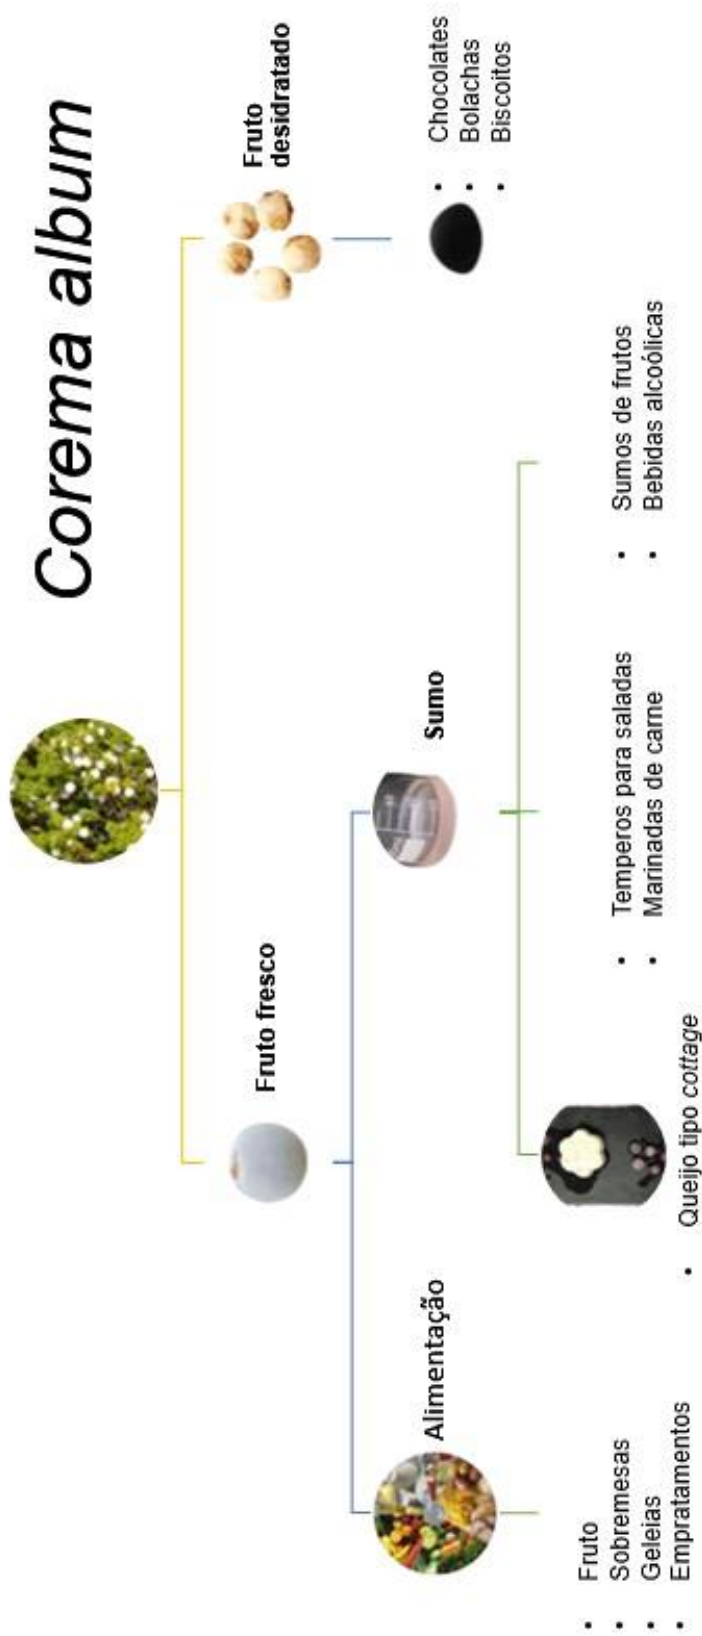 Corema album
Fruto fresco
Fruto
desidratado
Alimentação
Sumo
• Chocolates
• Bolachas
• Biscoitos
• Fruto
• Sobremesas
• Geleias
• Empratamentos
• Queijo tipo cottage
• Temperos para saladas
• Marinadas de carne
• Sumos de frutos
• Bebidas alcoólicas